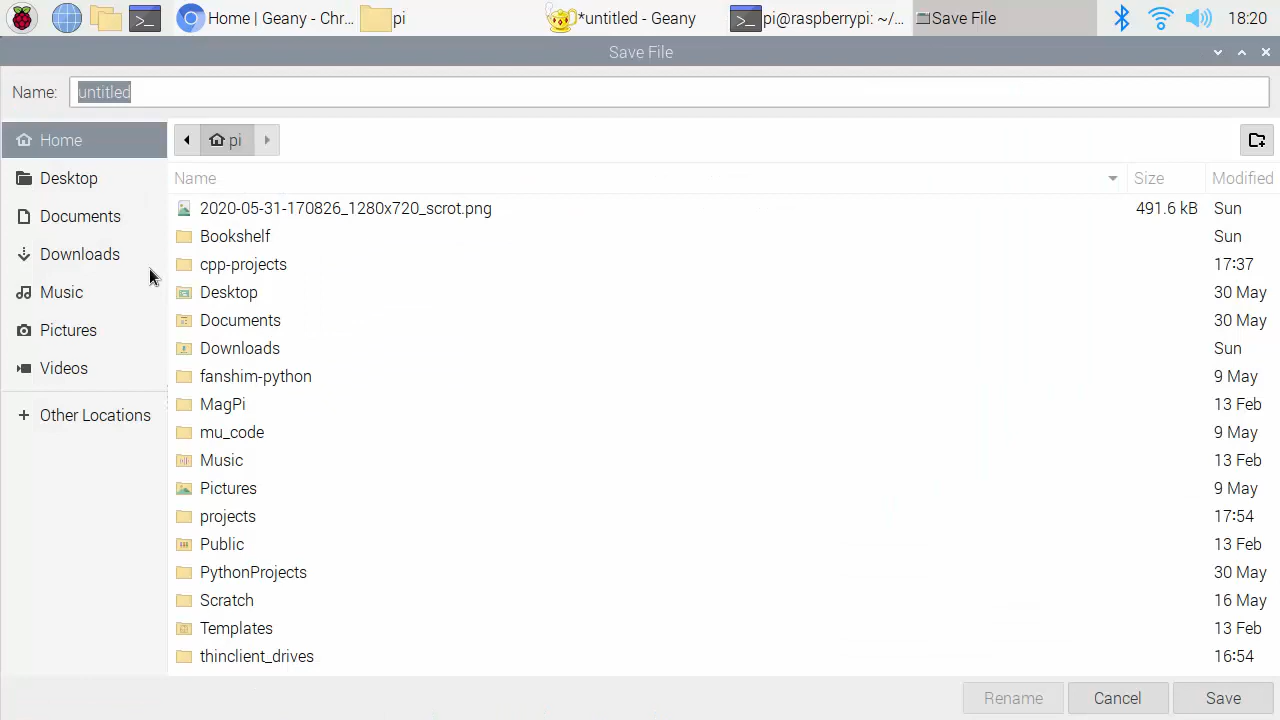 Home | Geany - Chr... pi *untitled - Geany pi@raspberrypi: ~/... Save File 18:20
Save File
Name: untitled
Home pi
Name Size Modified
Desktop
Documents
Downloads
Music
Pictures
Videos
+ Other Locations
2020-05-31-170826_1280x720_scrot.png 491.6 kB Sun
Bookshelf Sun
cpp-projects 17:37
Desktop 30 May
Documents 30 May
Downloads Sun
fanshim-python 9 May
MagPi 13 Feb
mu_code 9 May
Music 13 Feb
Pictures 9 May
projects 17:54
Public 13 Feb
PythonProjects 30 May
Scratch 16 May
Templates 13 Feb
thinclient_drives 16:54
Rename Cancel Save